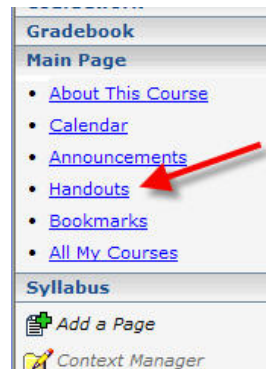 Gradebook
Main Page
About This Course
Calendar
Announcements
Handouts
Bookmarks
All My Courses
Syllabus
Add a Page
Context Manager